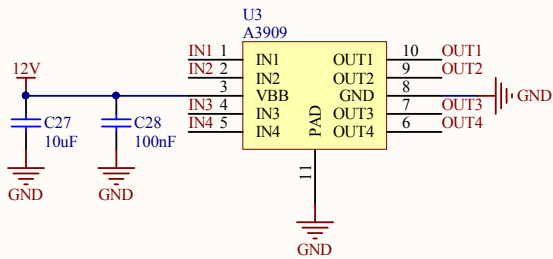 U3
A3909
IN1 1 IN1 OUT1 10 OUT1
12V
IN2 2 IN2 OUT2 9 OUT2
3 VBB GND 8 GND
IN3 4 IN3 OUT3 7 OUT3
IN4 5 IN4 OUT4 6 OUT4
PAD
11
C27
10uF
C28
100nF
GND
GND
GND